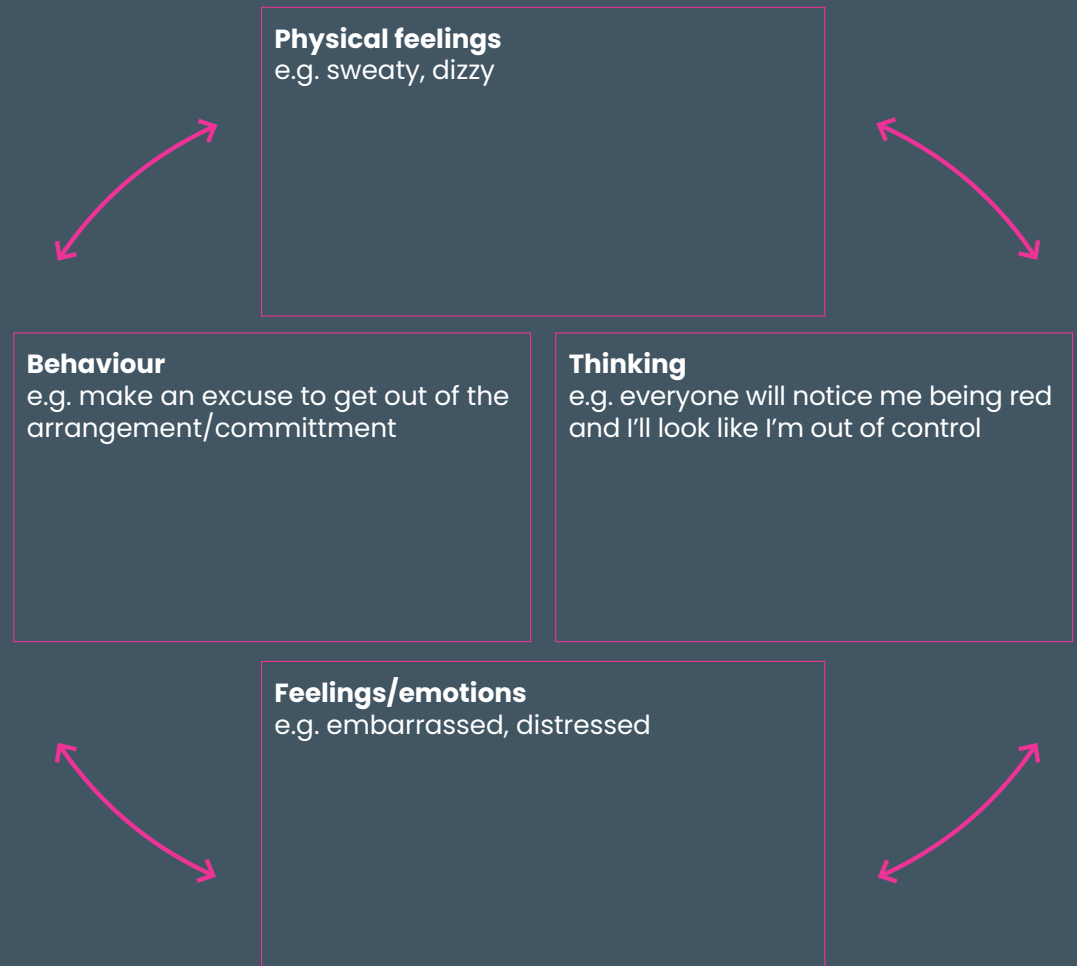 Physical feelings
e.g. sweaty, dizzy
Behaviour
e.g. make an excuse to get out of the
arrangement/committment
Thinking
e.g. everyone will notice me being red
and I’ll look like I’m out of control
Feelings/emotions
e.g. embarrassed, distressed